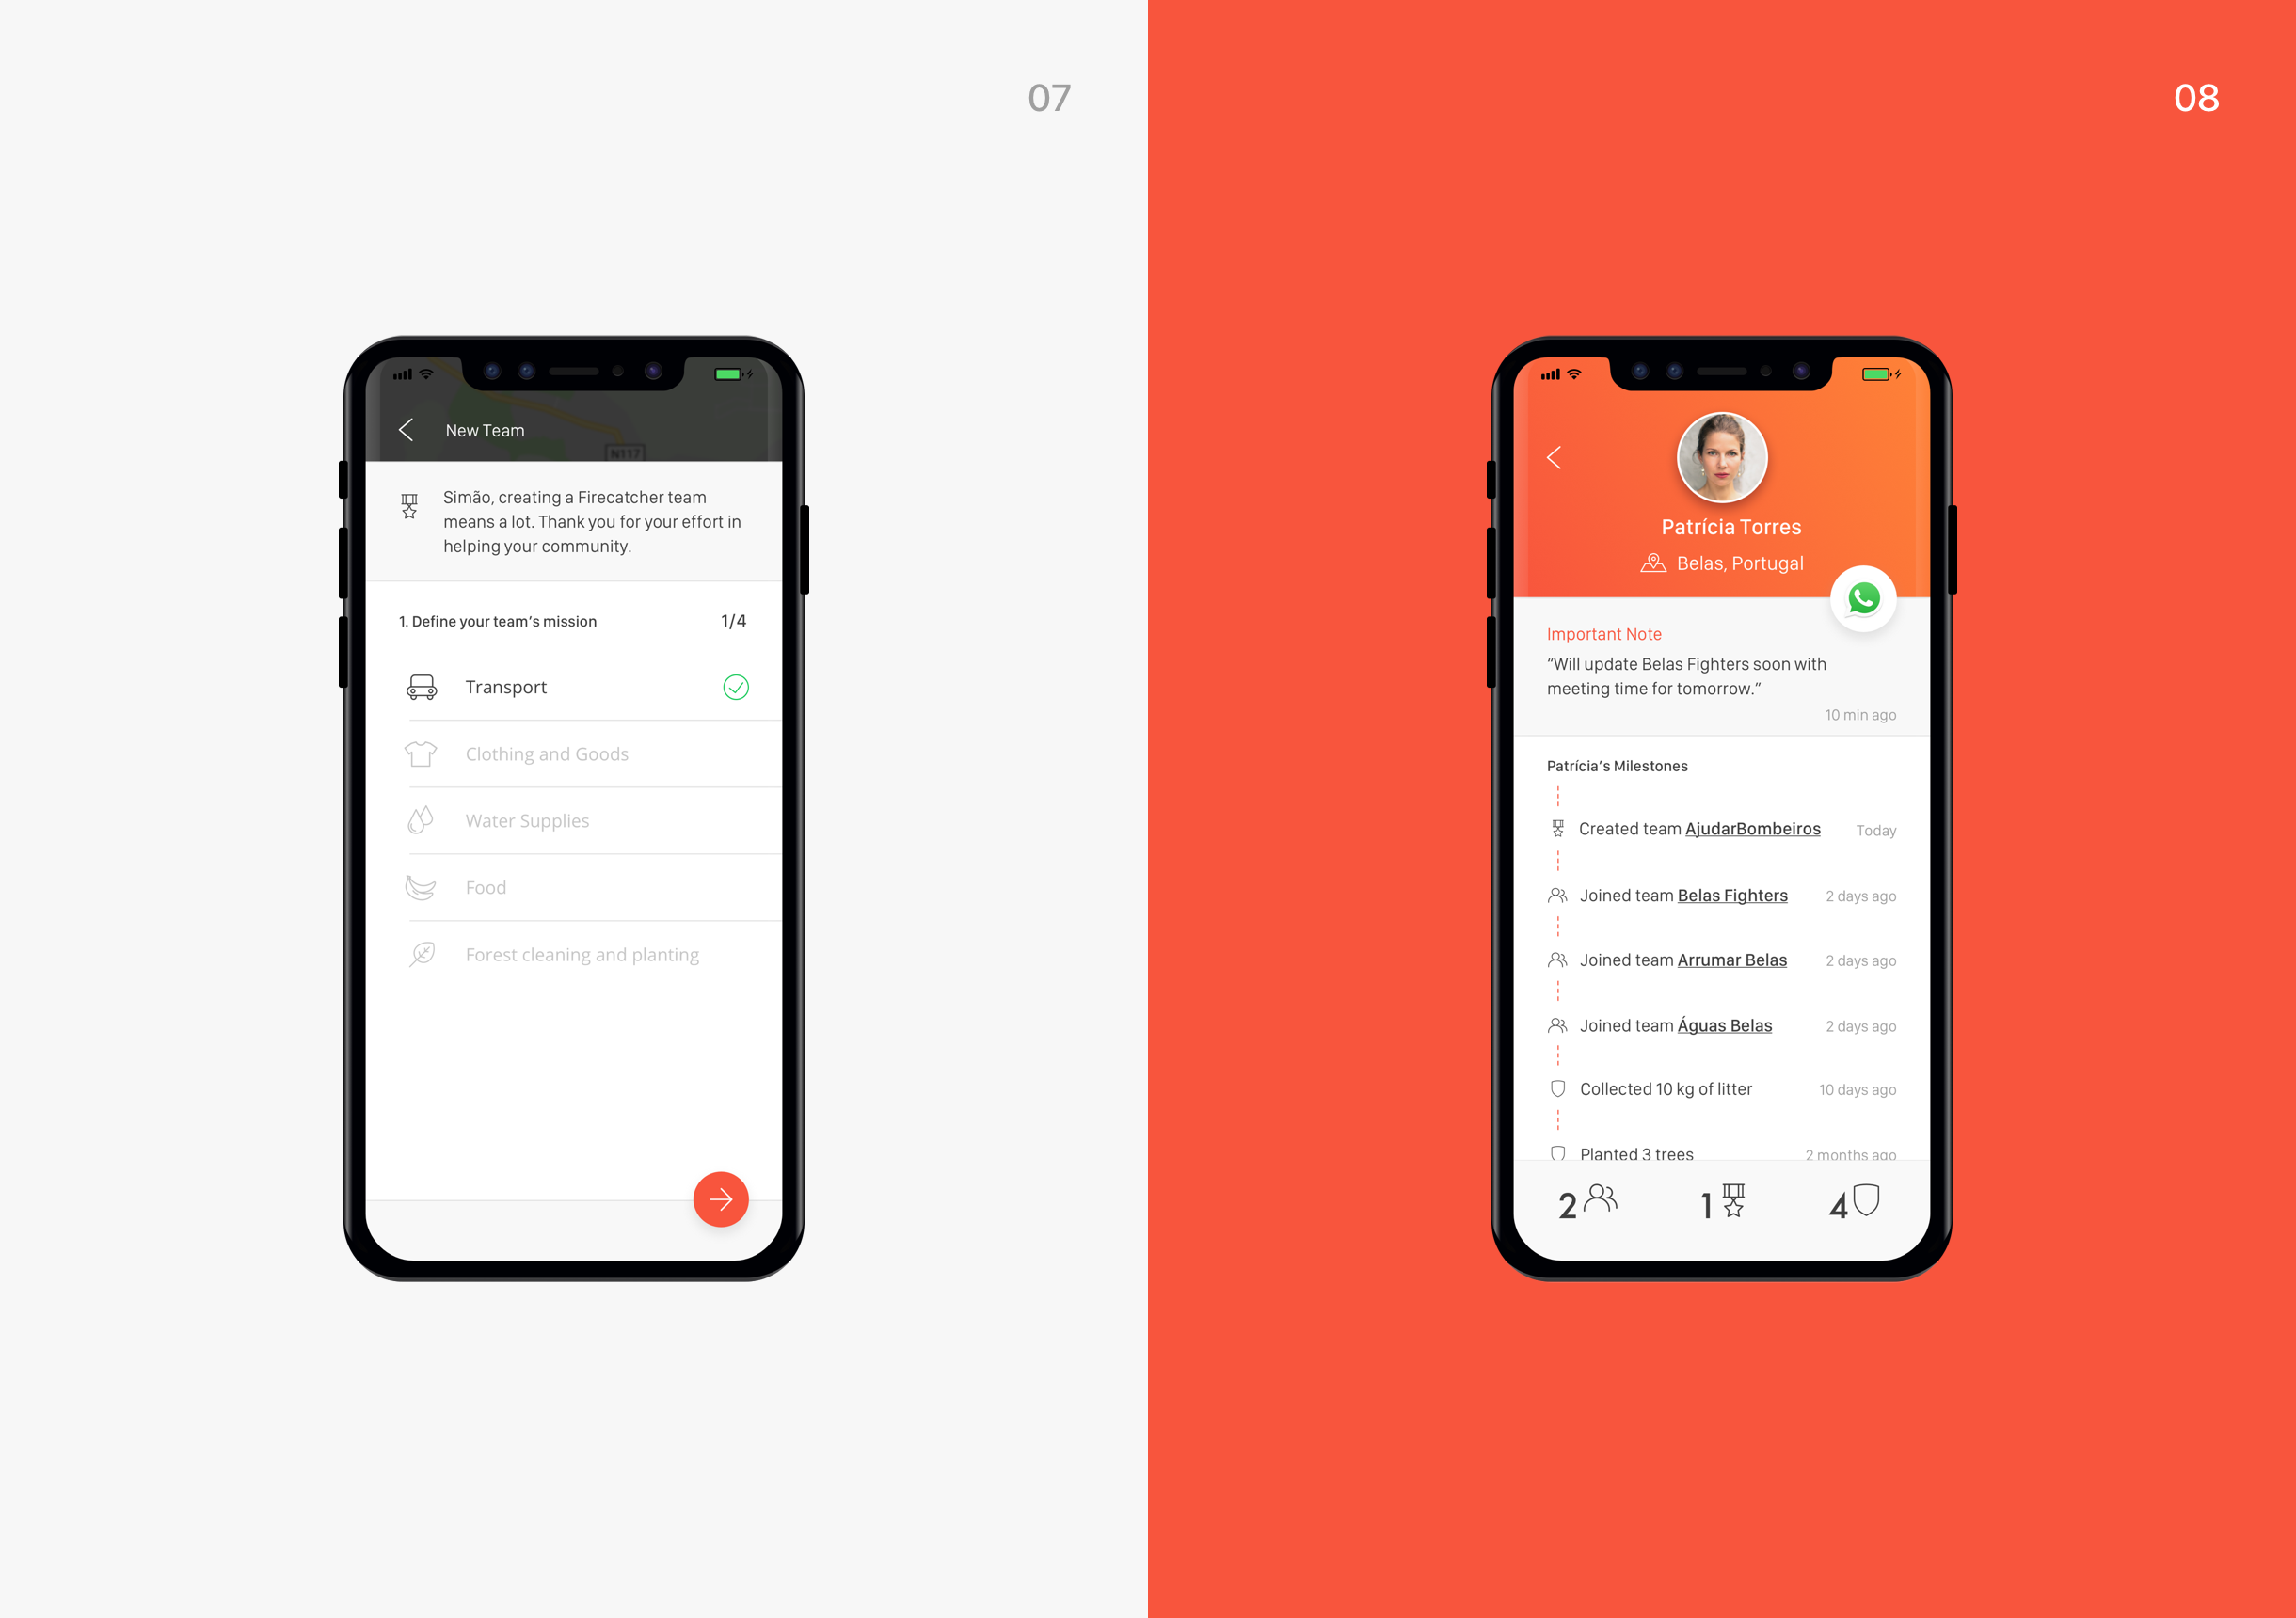 07
New Team
N117
Simão, creating a Firecatcher team
means a lot. Thank you for your effort in
helping your community.
1. Define your team's mission 1/4
Transport
Clothing and Goods
Water Supplies
Food
Forest cleaning and planting
08
Patrícia Torres
Belas, Portugal
Important Note
“Will update Belas Fighters soon with
meeting time for tomorrow.”
10 min ago
Patrícia's Milestones
Created team AjudarBombeiros Today
Joined team Belas Fighters 2 days ago
Joined team Arrumar Belas 2 days ago
Joined team Águas Belas 2 days ago
Collected 10 kg of litter 10 days ago
Planted 3 trees 2 months ago
2 1 4